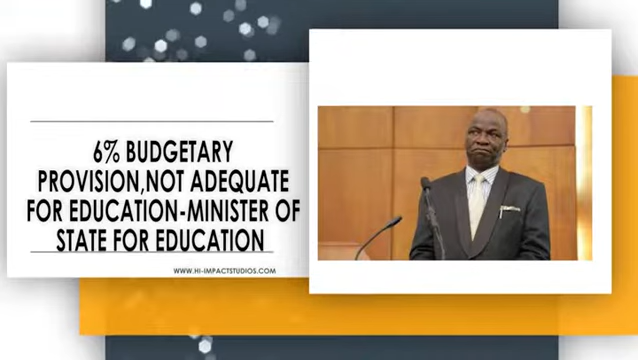 6% BUDGETARY
PROVISION,NOT ADEQUATE
FOR EDUCATION-MINISTER OF
STATE FOR EDUCATION
WWW.HI-IMPACTSTUDIOS.COM